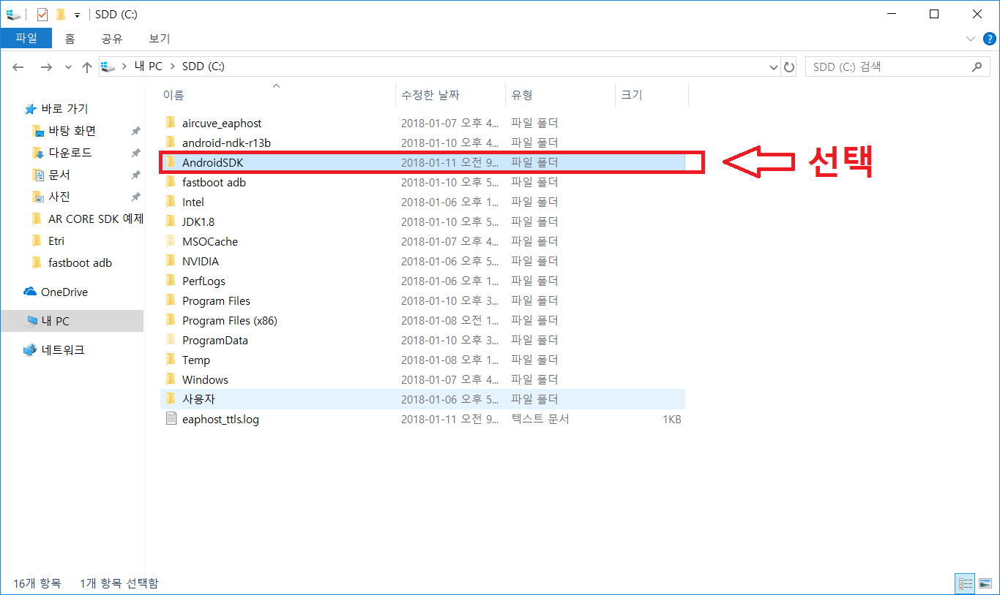 SDD (C:)
파일 홈 공유 보기
내 PC > SDD (C:)
SDD (C:) 검색
이름 수정한 날짜 유형 크기
바로 가기
바탕 화면
다운로드
문서
사진
AR CORE SDK 예제
Etri
fastboot adb
OneDrive
내 PC
네트워크
aircuve_eaphost 2018-01-07 오후 4... 파일 폴더
android-ndk-r13b 2018-01-10 오후 4... 파일 폴더
AndroidSDK 2018-01-11 오전 9... 파일 폴더
선택
fastboot adb 2018-01-10 오후 5... 파일 폴더
Intel 2018-01-06 오후 1... 파일 폴더
JDK1.8 2018-01-10 오후 5... 파일 폴더
MSOCache 2018-01-07 오후 4... 파일 폴더
NVIDIA 2018-01-06 오후 5... 파일 폴더
PerfLogs 2018-01-06 오후 1... 파일 폴더
Program Files 2018-01-10 오후 3... 파일 폴더
Program Files (x86) 2018-01-08 오전 1... 파일 폴더
ProgramData 2018-01-10 오후 3... 파일 폴더
Temp 2018-01-08 오후 1... 파일 폴더
Windows 2018-01-07 오후 4... 파일 폴더
사용자 2018-01-06 오후 5... 파일 폴더
eaphost_ttls.log 2018-01-11 오전 9... 텍스트 문서 1KB
16개 항목 1개 항목 선택함